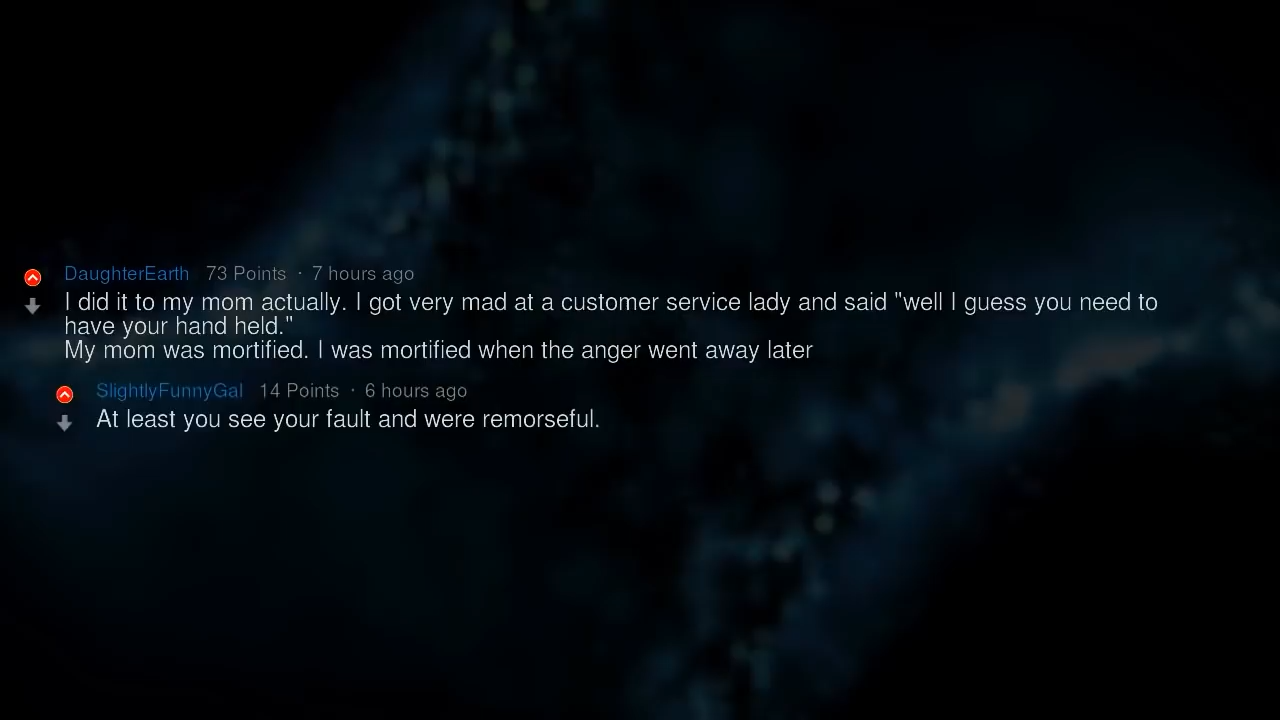 DaughterEarth 73 Points · 7 hours ago
I did it to my mom actually. I got very mad at a customer service lady and said "well I guess you need to
have your hand held."
My mom was mortified. I was mortified when the anger went away later
SlightlyFunnyGal 14 Points · 6 hours ago
At least you see your fault and were remorseful.